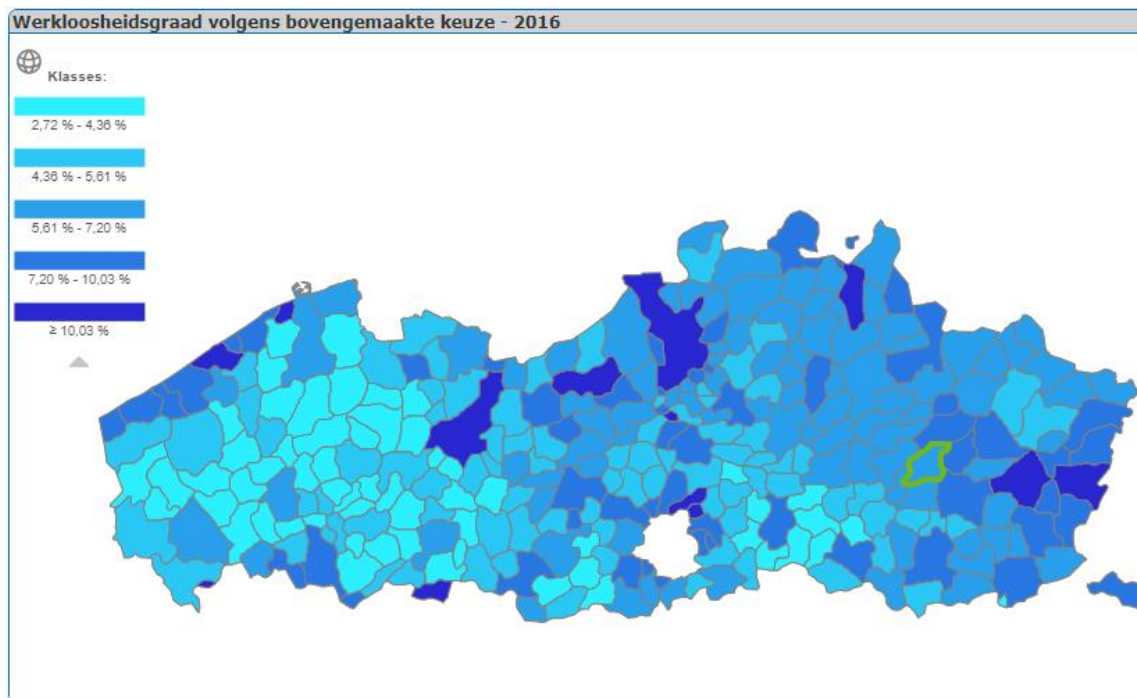 Werkloosheidsgraad volgens bovengemaakte keuze - 2016
Klasses:
2,72 % - 4,36 %
4,36 % - 5,61 %
5,61 % - 7,20 %
7,20 % - 10,03 %
≥ 10,03 %